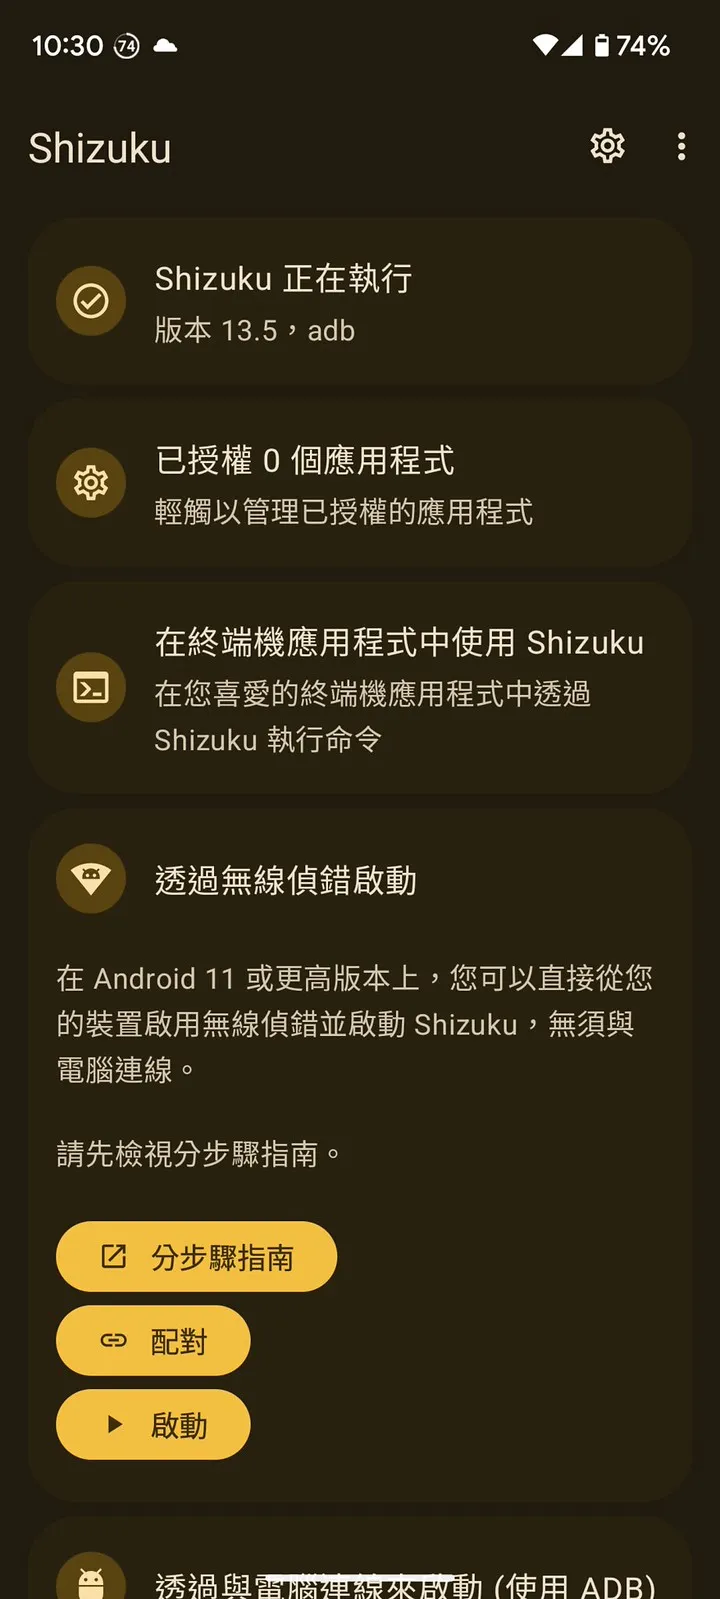 10:30 74 74%
Shizuku
Shizuku 正在執行
版本 13.5，adb
已授權 0 個應用程式
輕觸以管理已授權的應用程式
在終端機應用程式中使用 Shizuku
在您喜愛的終端機應用程式中透過
Shizuku 執行命令
透過無線偵錯啟動
在 Android 11 或更高版本上，您可以直接從您
的裝置啟用無線偵錯並啟動 Shizuku，無須與
電腦連線。
請先檢視分步驟指南。
分步驟指南
配對
啟動
透過與電腦連線來啟動 (使用 ADB)